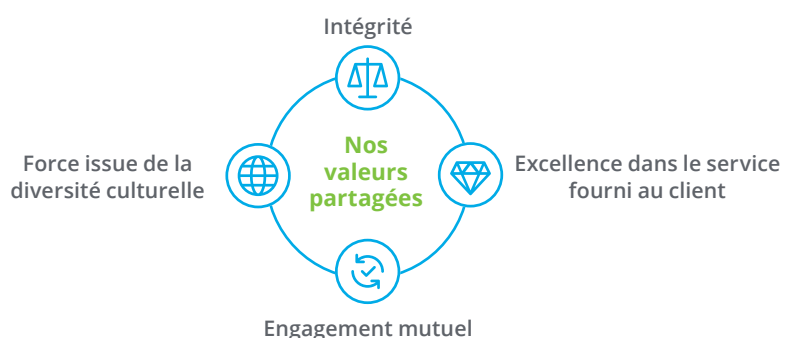 Intégrité
Nos
valeurs
partagées
Force issue de la
diversité culturelle
Excellence dans le service
fourni au client
Engagement mutuel